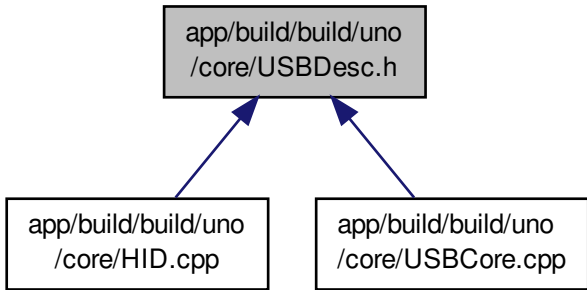 app/build/build/uno
/core/USBDesc.h
app/build/build/uno
/core/HID.cpp
app/build/build/uno
/core/USBCore.cpp